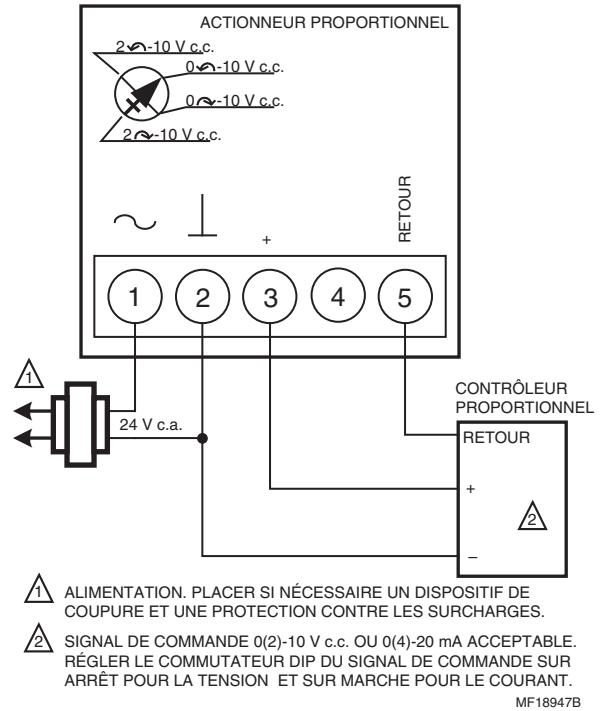 ACTIONNEUR PROPORTIONNEL
2↶-10 V c.c.
0↶-10 V c.c.
0↷-10 V c.c.
2↷-10 V c.c.
RETOUR
+
1 2 3 4 5
1
24 V c.a.
CONTRÔLEUR
PROPORTIONNEL
RETOUR
+
2
–
1 ALIMENTATION. PLACER SI NÉCESSAIRE UN DISPOSITIF DE
COUPURE ET UNE PROTECTION CONTRE LES SURCHARGES.
2 SIGNAL DE COMMANDE 0(2)-10 V c.c. OU 0(4)-20 mA ACCEPTABLE.
RÉGLER LE COMMUTATEUR DIP DU SIGNAL DE COMMANDE SUR
ARRÊT POUR LA TENSION ET SUR MARCHE POUR LE COURANT.
MF18947B